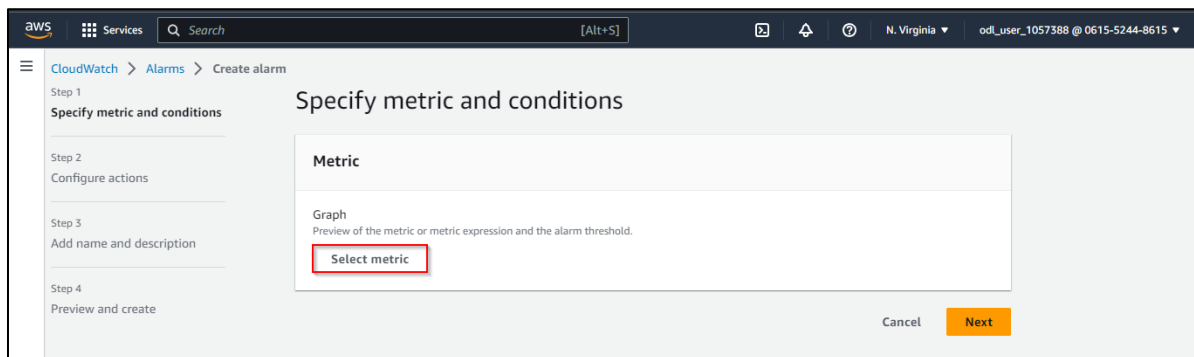 aws Services Search [Alt+S] N. Virginia ▼ odl_user_1057388 @ 0615-5244-8615 ▼
CloudWatch > Alarms > Create alarm
Step 1
Specify metric and conditions
Step 2
Configure actions
Step 3
Add name and description
Step 4
Preview and create
Specify metric and conditions
Metric
Graph
Preview of the metric or metric expression and the alarm threshold.
Select metric
Cancel Next